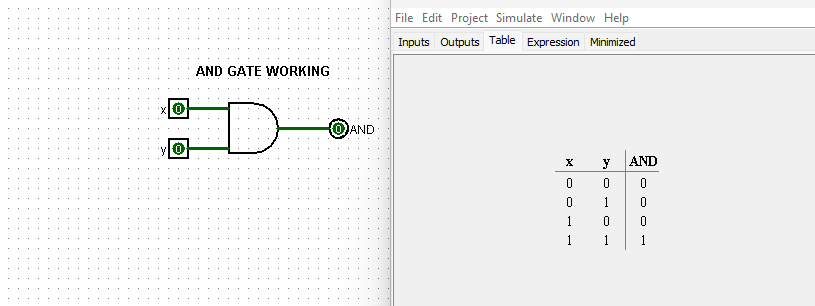 AND GATE WORKING
x 0
0 AND
y 0
File Edit Project Simulate Window Help
Inputs Outputs Table Expression Minimized
x y AND
0 0 0
0 1 0
1 0 0
1 1 1